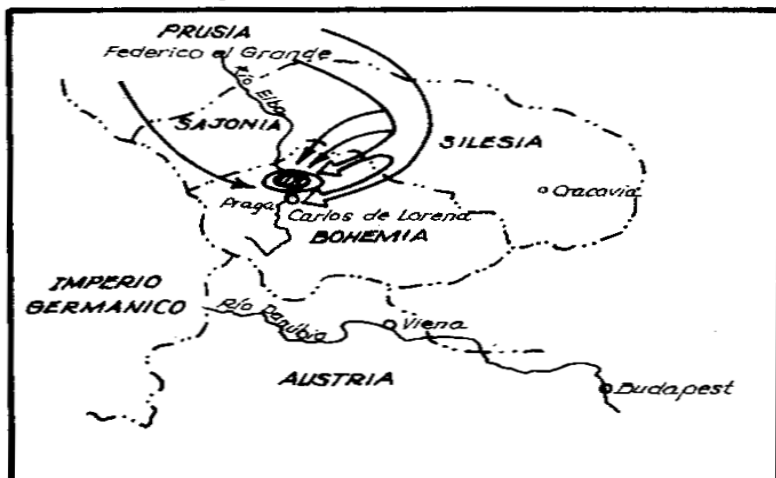 PRUSIA
Federico el Grande
Río Elba
SAJONIA
SILESIA
Cracavia
Praga
Carlos de Lorena
BOHEMIA
IMPERIO
GERMANICO
Río Danubio
Viena
AUSTRIA
Budapest